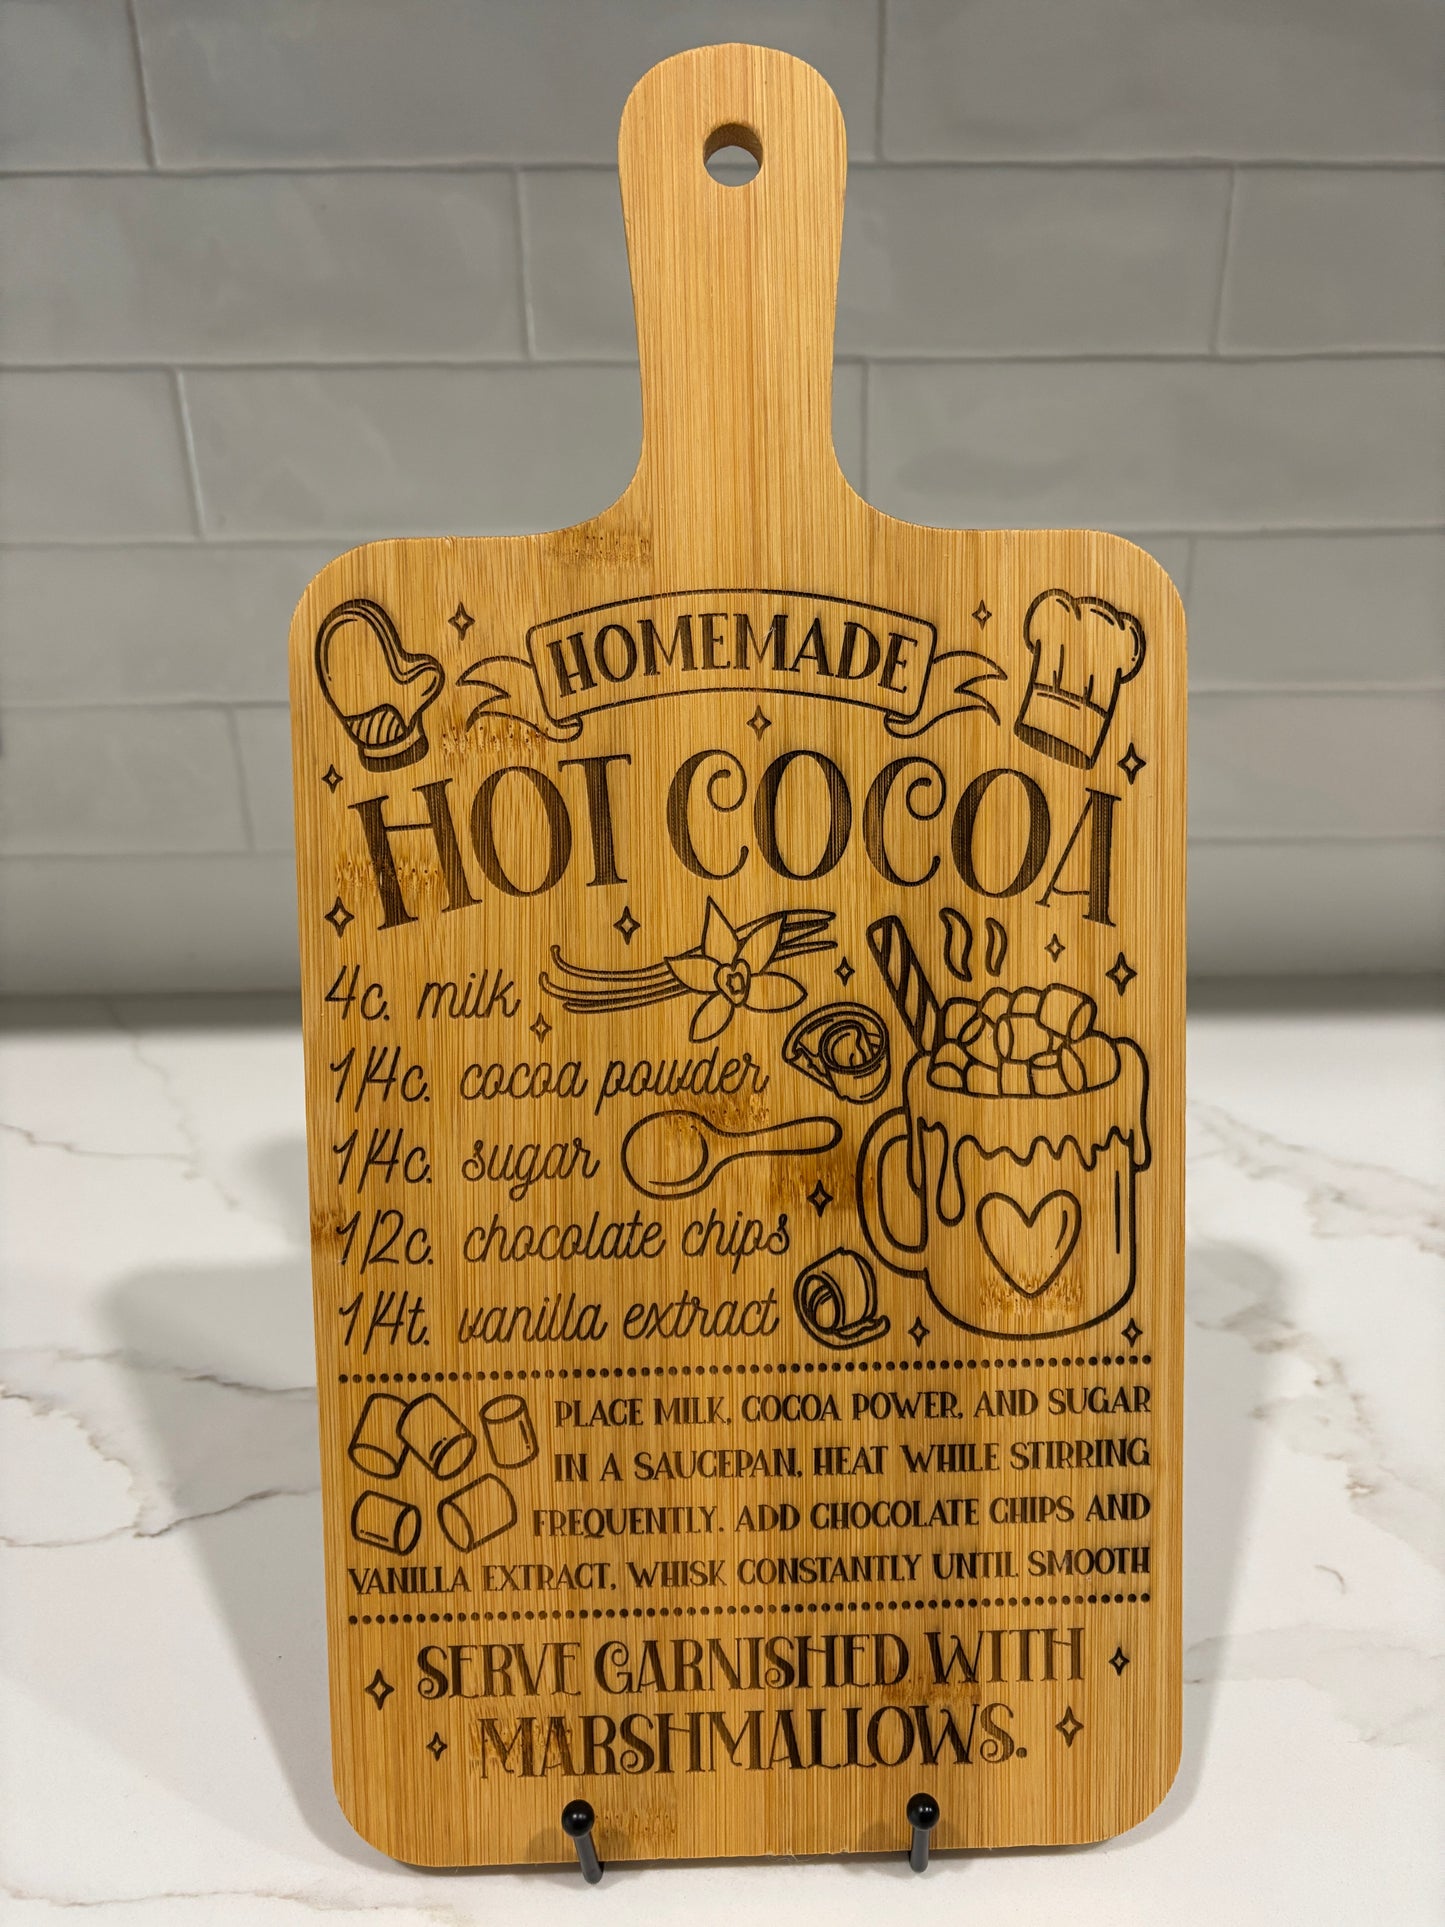 HOMEMADE
HOT COCOA
4c. milk
1/4c. cocoa powder
1/4c. sugar
1/2c. chocolate chips
1/4t. vanilla extract
PLACE MILK, COCOA POWER, AND SUGAR
IN A SAUCEPAN, HEAT WHILE STIRRING
FREQUENTLY. ADD CHOCOLATE CHIPS AND
VANILLA EXTRACT, WHISK CONSTANTLY UNTIL SMOOTH
SERVE GARNISHED WITH
MARSHMALLOWS.